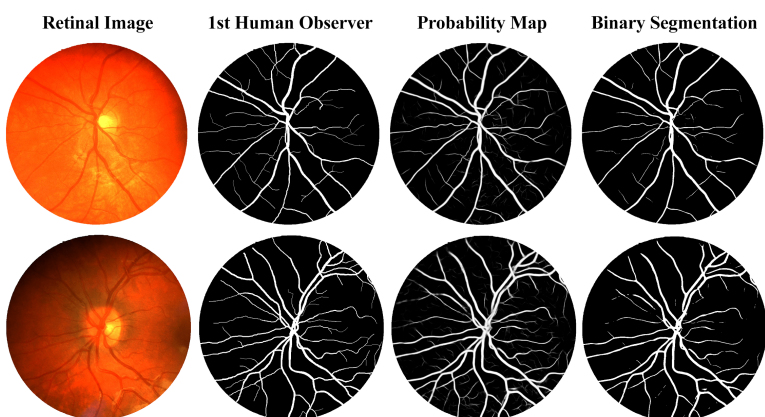 Retinal Image
1st Human Observer
Probability Map
Binary Segmentation